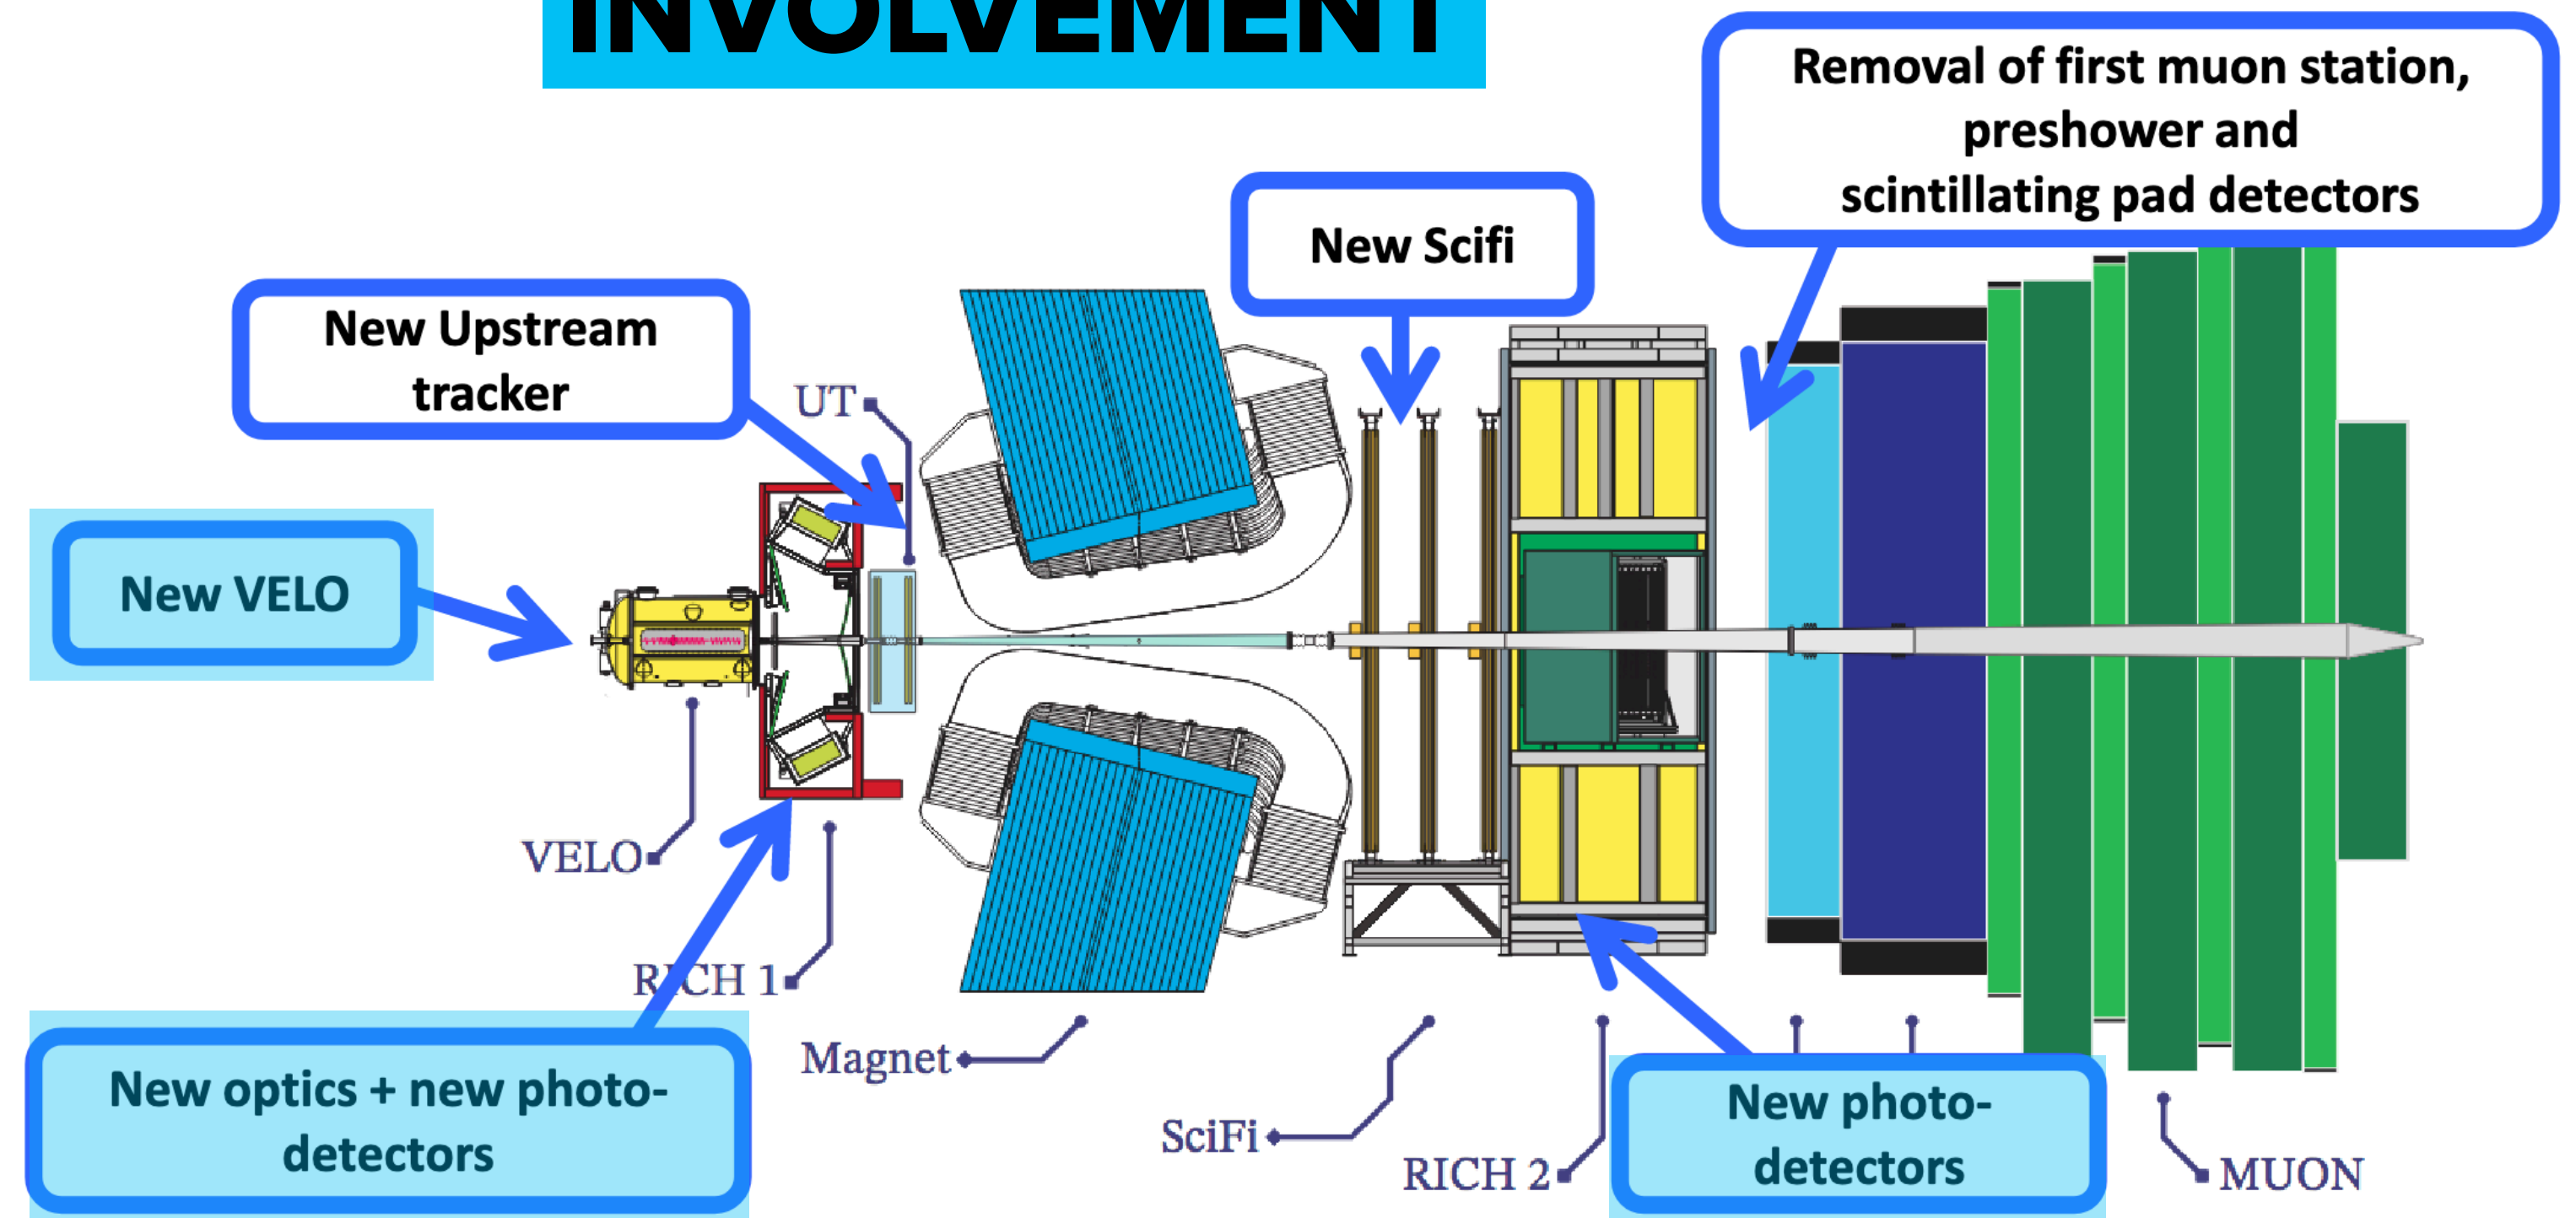 INVOLVEMENT
Removal of first muon station,
preshower and
scintillating pad detectors
New Scifi
New Upstream
tracker
UT
New VELO
VELO
RICH 1
Magnet
New optics + new photo-
detectors
SciFi
RICH 2
New photo-
detectors
MUON